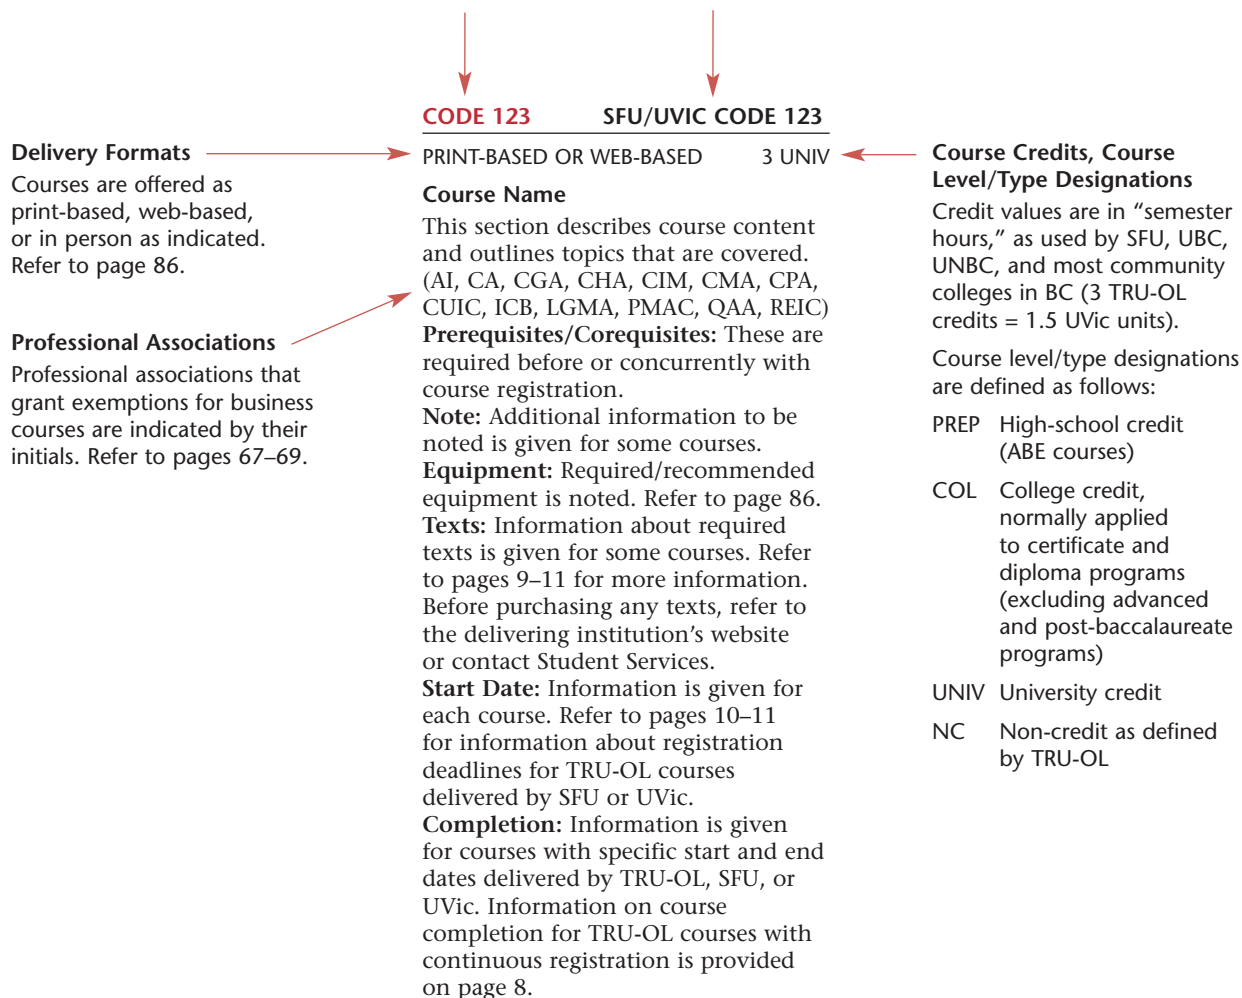 CODE 123 SFU/UVIC CODE 123
PRINT-BASED OR WEB-BASED 3 UNIV
Delivery Formats
Courses are offered as
print-based, web-based,
or in person as indicated.
Refer to page 86.
Professional Associations
Professional associations that
grant exemptions for business
courses are indicated by their
initials. Refer to pages 67–69.
Course Name
This section describes course content
and outlines topics that are covered.
(AI, CA, CGA, CHA, CIM, CMA, CPA,
CUIC, ICB, LGMA, PMAC, QAA, REIC)
Prerequisites/Corequisites: These are
required before or concurrently with
course registration.
Note: Additional information to be
noted is given for some courses.
Equipment: Required/recommended
equipment is noted. Refer to page 86.
Texts: Information about required
texts is given for some courses. Refer
to pages 9–11 for more information.
Before purchasing any texts, refer to
the delivering institution’s website
or contact Student Services.
Start Date: Information is given for
each course. Refer to pages 10–11
for information about registration
deadlines for TRU-OL courses
delivered by SFU or UVic.
Completion: Information is given
for courses with specific start and end
dates delivered by TRU-OL, SFU, or
UVic. Information on course
completion for TRU-OL courses with
continuous registration is provided
on page 8.
Course Credits, Course
Level/Type Designations
Credit values are in “semester
hours,” as used by SFU, UBC,
UNBC, and most community
colleges in BC (3 TRU-OL
credits = 1.5 UVic units).
Course level/type designations
are defined as follows:
PREP High-school credit
(ABE courses)
COL College credit,
normally applied
to certificate and
diploma programs
(excluding advanced
and post-baccalaureate
programs)
UNIV University credit
NC Non-credit as defined
by TRU-OL